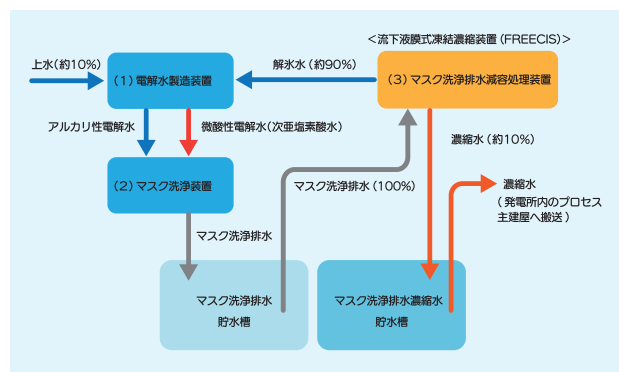 ＜流下液膜式凍結濃縮装置(FREECIS)＞
上水(約10%)
(1)電解水製造装置
解氷水(約90%)
(3)マスク洗浄排水減容処理装置
アルカリ性電解水
微酸性電解水(次亜塩素酸水)
濃縮水(約10%)
(2)マスク洗浄装置
マスク洗浄排水(100%)
濃縮水
(発電所内のプロセス
主建屋へ搬送)
マスク洗浄排水
マスク洗浄排水
貯水槽
マスク洗浄排水濃縮水
貯水槽